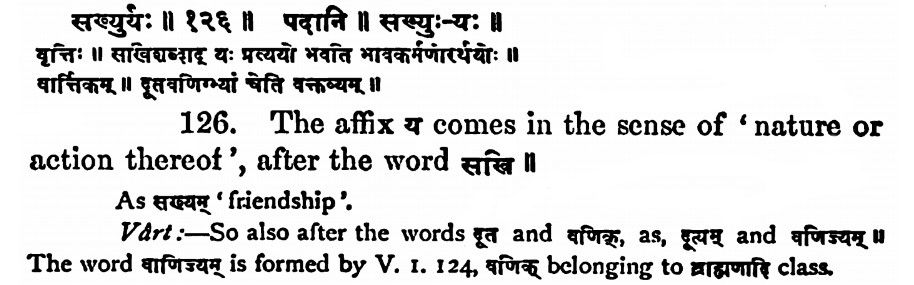 सख्युर्यः ॥ १२६ ॥ पदानि ॥ सख्युः-यः ॥
वृत्तिः ॥ सखिशब्दाद् यः प्रत्ययो भवति भावकर्मणोरर्थयोः ॥
वार्त्तिकम् ॥ दूतवणिग्भ्यां चेति वक्तव्यम् ॥
126. The affix य comes in the sense of ‘ nature or
action thereof ’, after the word सखि ॥
As सख्यम् ‘ friendship ’.
Vârt :—So also after the words दूत and वणिक्, as, दूत्यम् and वणिज्यम् ॥
The word वाणिज्यम् is formed by V. 1. 124, वणिक् belonging to ब्राह्मणादि class.